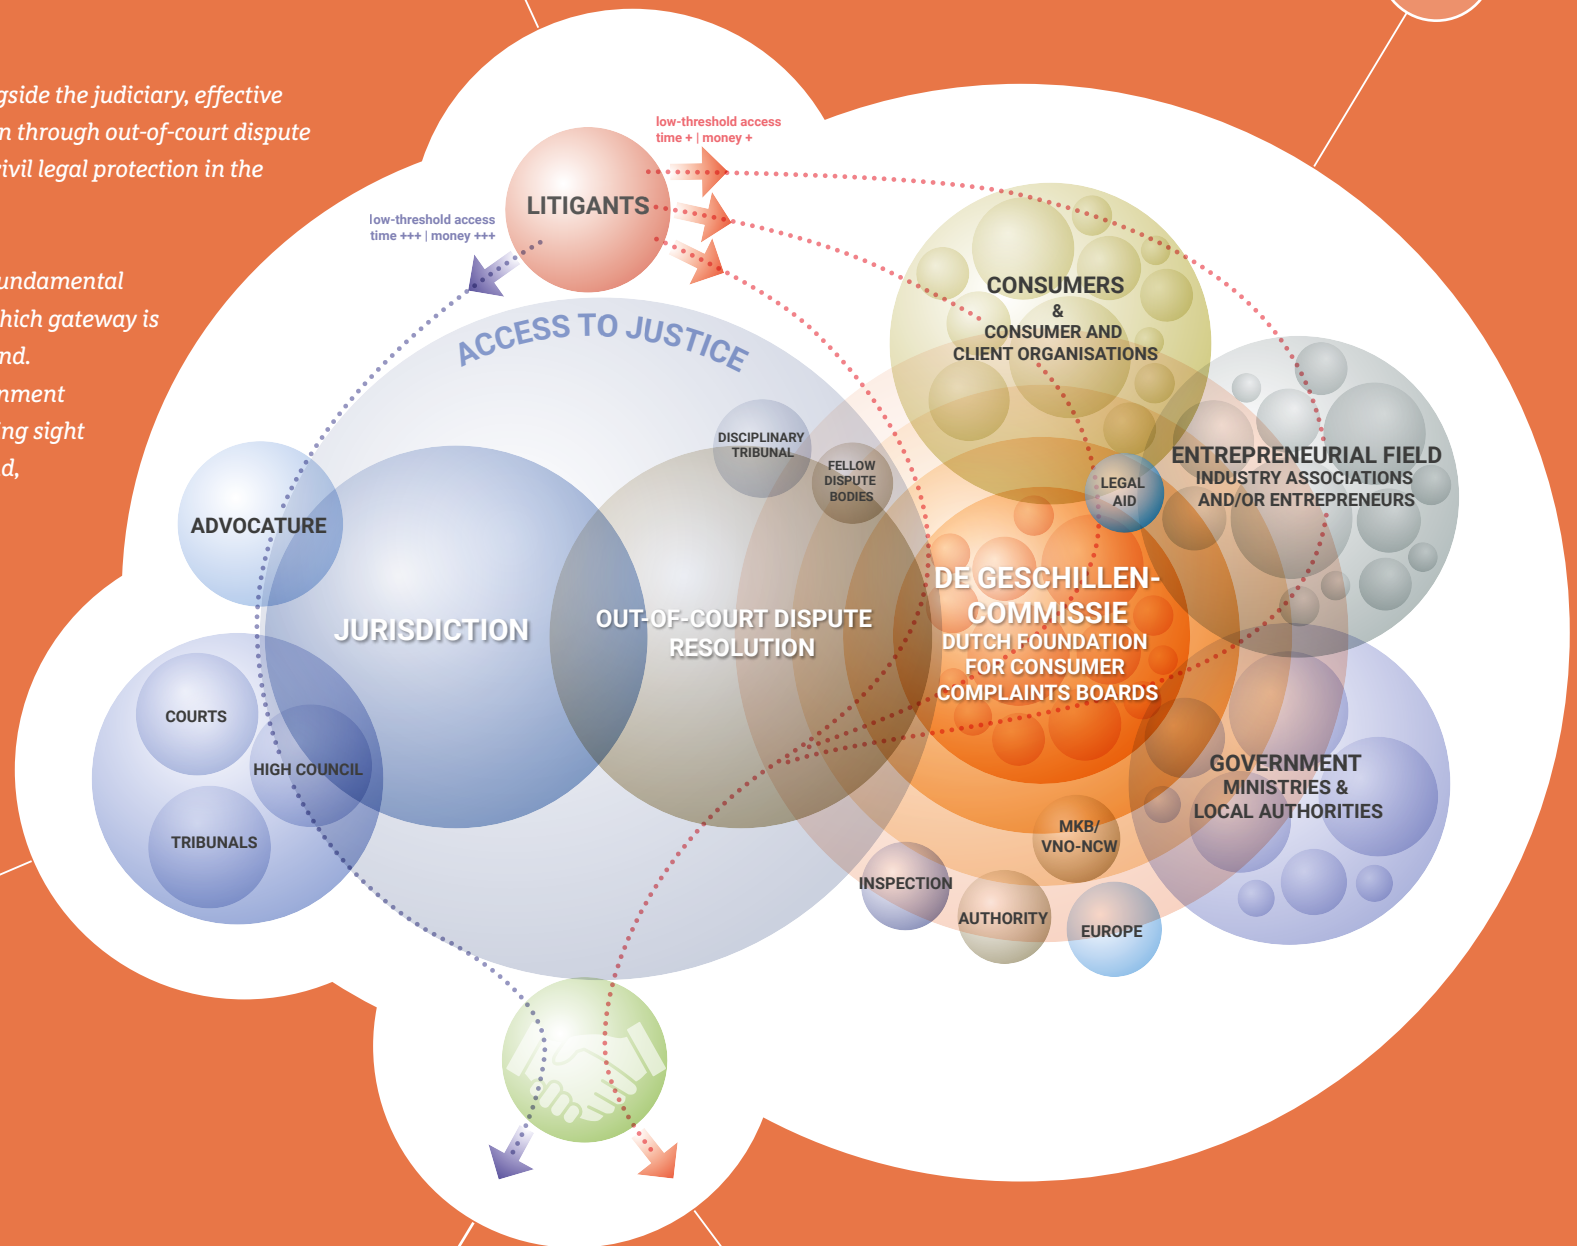 gside the judiciary, effective
n through out-of-court dispute
ivil legal protection in the
undamental
hich gateway is
nd.
nment
ng sight
d,
low-threshold access
time + | money +
LITIGANTS
low-threshold access
time +++ | money +++
ACCESS TO JUSTICE
CONSUMERS
&
CONSUMER AND
CLIENT ORGANISATIONS
DISCIPLINARY
TRIBUNAL
FELLOW
DISPUTE
BODIES
LEGAL
AID
ENTREPRENEURIAL FIELD
INDUSTRY ASSOCIATIONS
AND/OR ENTREPRENEURS
ADVOCATURE
JURISDICTION
OUT-OF-COURT DISPUTE
RESOLUTION
DE GESCHILLEN-
COMMISSIE
DUTCH FOUNDATION
FOR CONSUMER
COMPLAINTS BOARDS
COURTS
HIGH COUNCIL
TRIBUNALS
GOVERNMENT
MINISTRIES &
LOCAL AUTHORITIES
MKB/
VNO-NCW
INSPECTION
AUTHORITY
EUROPE